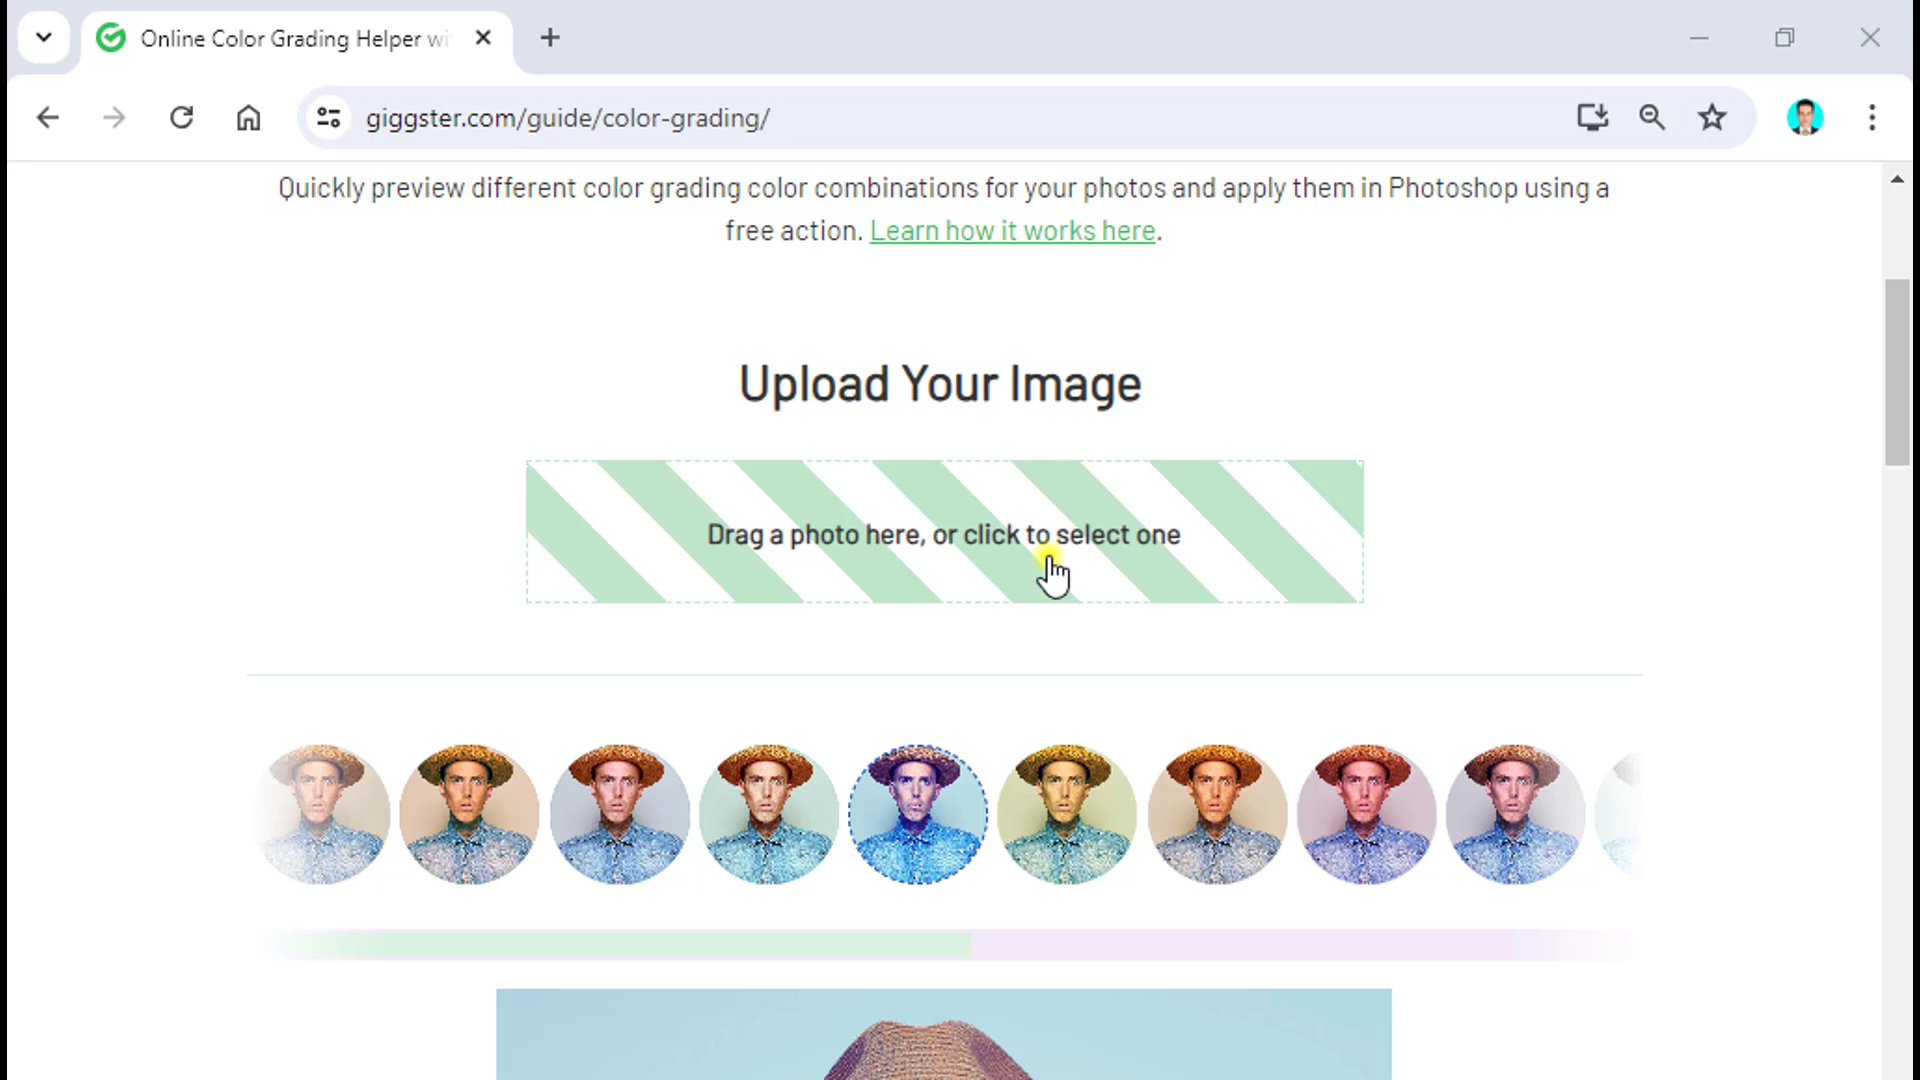 Online Color Grading Helper wi
giggster.com/guide/color-grading/
Quickly preview different color grading color combinations for your photos and apply them in Photoshop using a
free action. Learn how it works here.
Upload Your Image
Drag a photo here, or click to select one